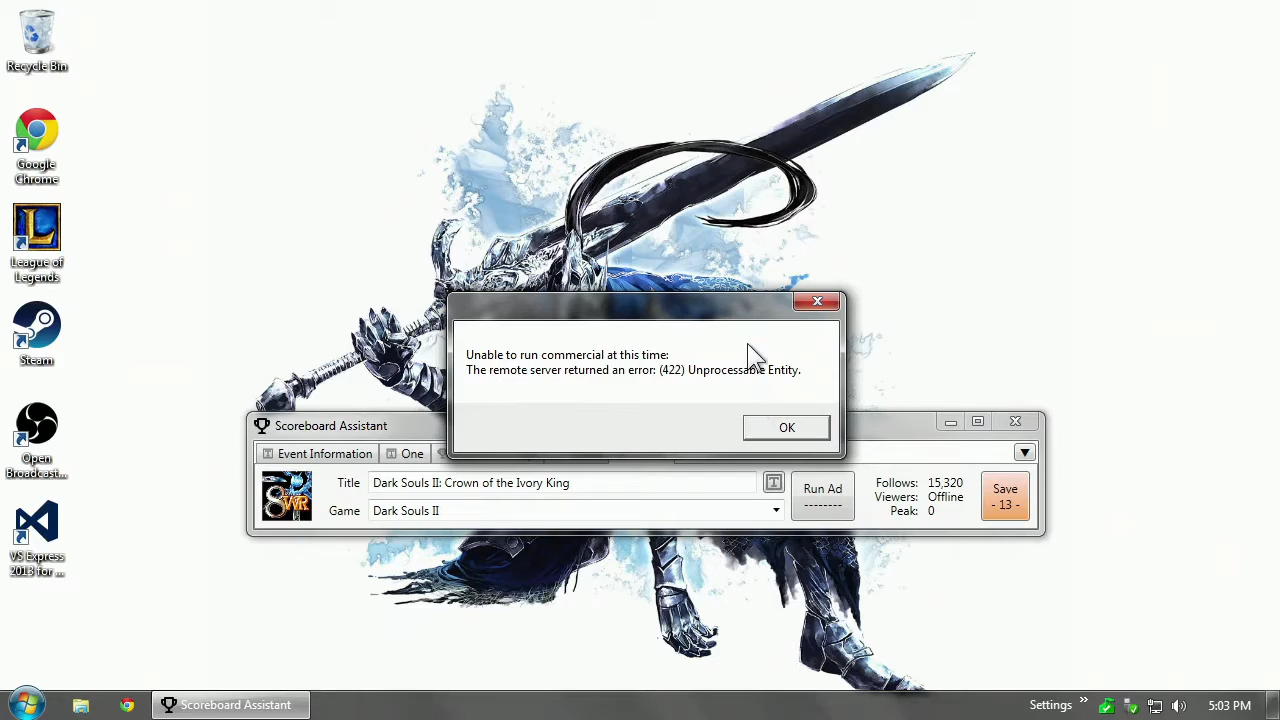 Recycle Bin
Google
Chrome
League of
Legends
Steam
Open
Broadcast...
VS Express
2013 for ...
Unable to run commercial at this time:
The remote server returned an error: (422) Unprocessable Entity.
OK
Scoreboard Assistant
Event Information
One
Title
Dark Souls II: Crown of the Ivory King
Game
Dark Souls II
Run Ad
--------
Follows: 15,320
Viewers: Offline
Peak: 0
Save
- 13 -
Scoreboard Assistant
Settings
5:03 PM